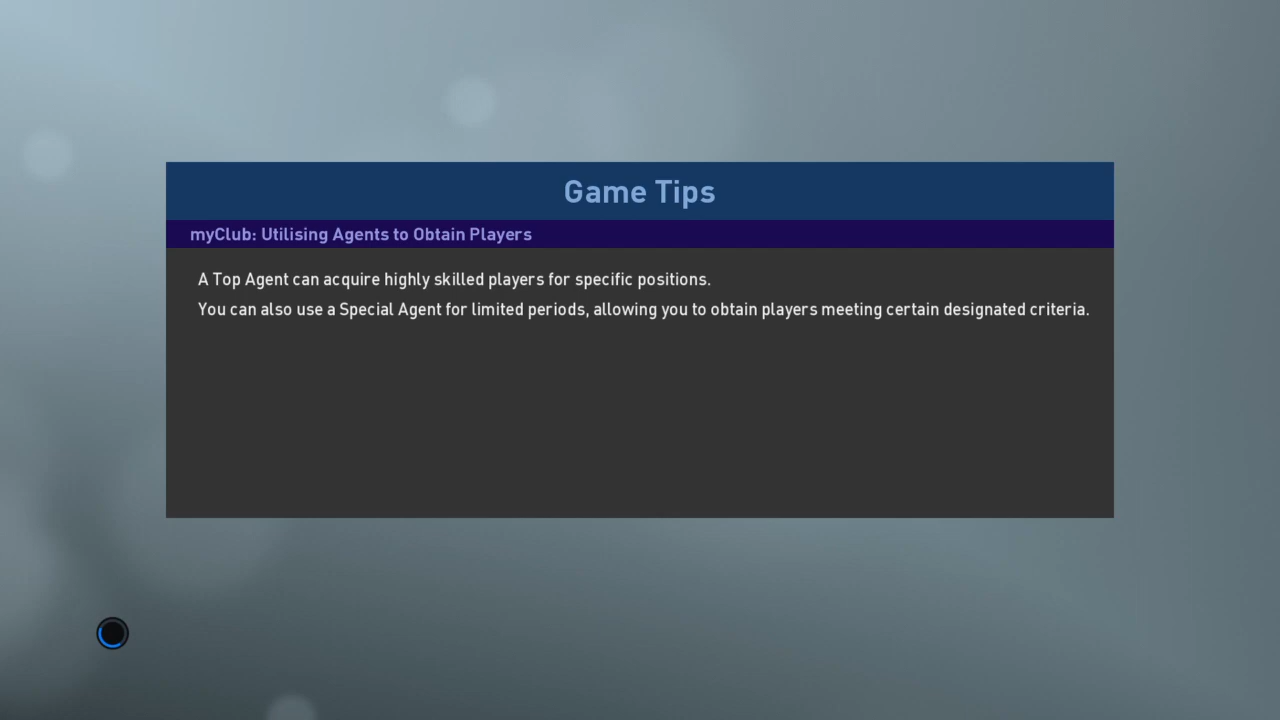 Game Tips
myClub: Utilising Agents to Obtain Players
A Top Agent can acquire highly skilled players for specific positions.
You can also use a Special Agent for limited periods, allowing you to obtain players meeting certain designated criteria.